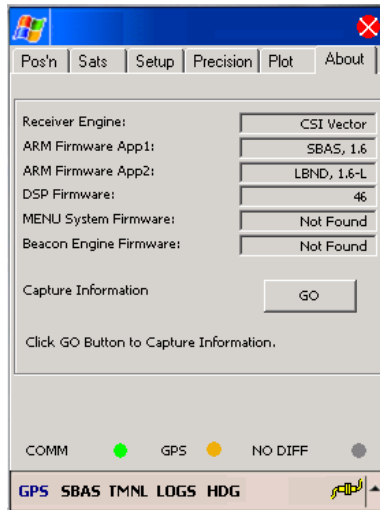 Pos'n Sats Setup Precision Plot About
Receiver Engine: CSI Vector
ARM Firmware App1: SBAS, 1.6
ARM Firmware App2: LBND, 1.6-L
DSP Firmware: 46
MENU System Firmware: Not Found
Beacon Engine Firmware: Not Found
Capture Information GO
Click GO Button to Capture Information.
COMM GPS NO DIFF
GPS SBAS TMNL LOGS HDG